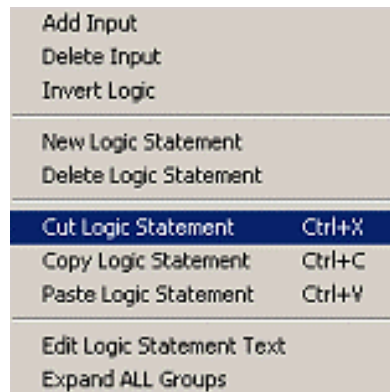 Add Input
Delete Input
Invert Logic
New Logic Statement
Delete Logic Statement
Cut Logic Statement Ctrl+X
Copy Logic Statement Ctrl+C
Paste Logic Statement Ctrl+V
Edit Logic Statement Text
Expand ALL Groups